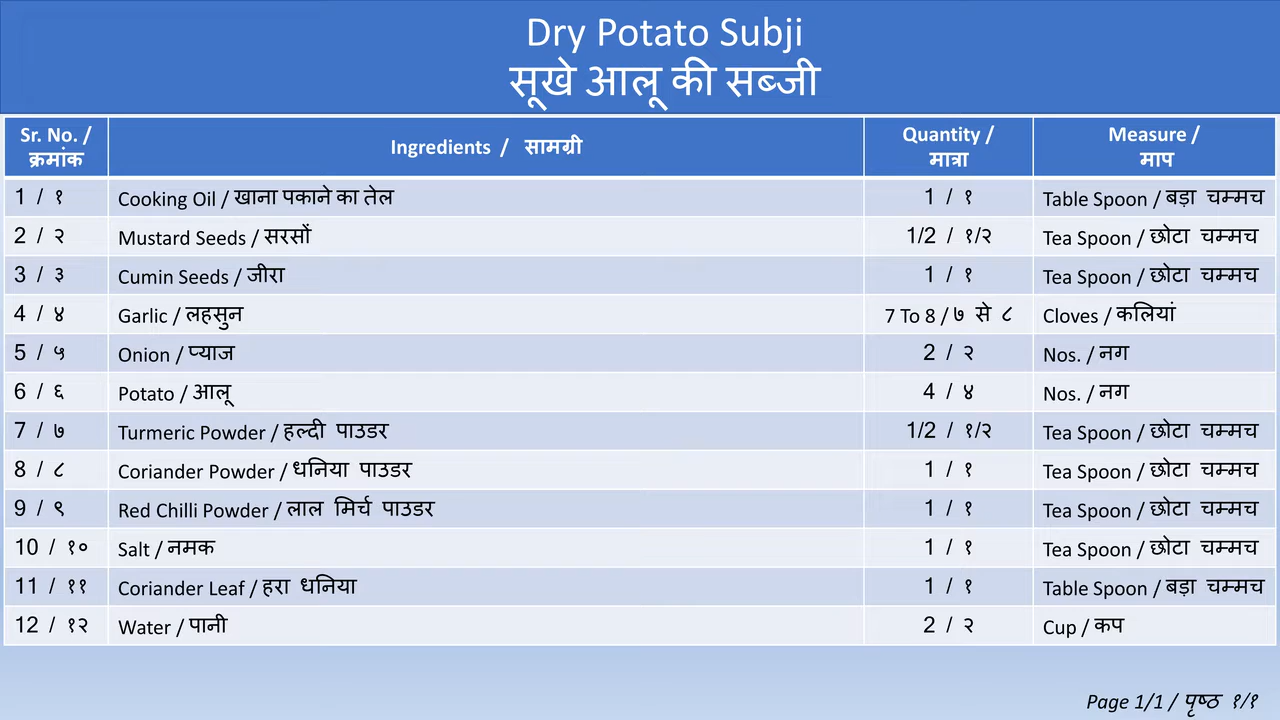 Dry Potato Subji
सूखे आलू की सब्जी
Sr. No. / क्रमांक Ingredients / सामग्री Quantity / मात्रा Measure / माप
1 / १ Cooking Oil / खाना पकाने का तेल 1 / १ Table Spoon / बड़ा चम्मच
2 / २ Mustard Seeds / सरसों 1/2 / १/२ Tea Spoon / छोटा चम्मच
3 / ३ Cumin Seeds / जीरा 1 / १ Tea Spoon / छोटा चम्मच
4 / ४ Garlic / लहसुन 7 To 8 / ७ से ८ Cloves / कलियां
5 / ५ Onion / प्याज 2 / २ Nos. / नग
6 / ६ Potato / आलू 4 / ४ Nos. / नग
7 / ७ Turmeric Powder / हल्दी पाउडर 1/2 / १/२ Tea Spoon / छोटा चम्मच
8 / ८ Coriander Powder / धनिया पाउडर 1 / १ Tea Spoon / छोटा चम्मच
9 / ९ Red Chilli Powder / लाल मिर्च पाउडर 1 / १ Tea Spoon / छोटा चम्मच
10 / १० Salt / नमक 1 / १ Tea Spoon / छोटा चम्मच
11 / ११ Coriander Leaf / हरा धनिया 1 / १ Table Spoon / बड़ा चम्मच
12 / १२ Water / पानी 2 / २ Cup / कप
Page 1/1 / पृष्ठ १/१